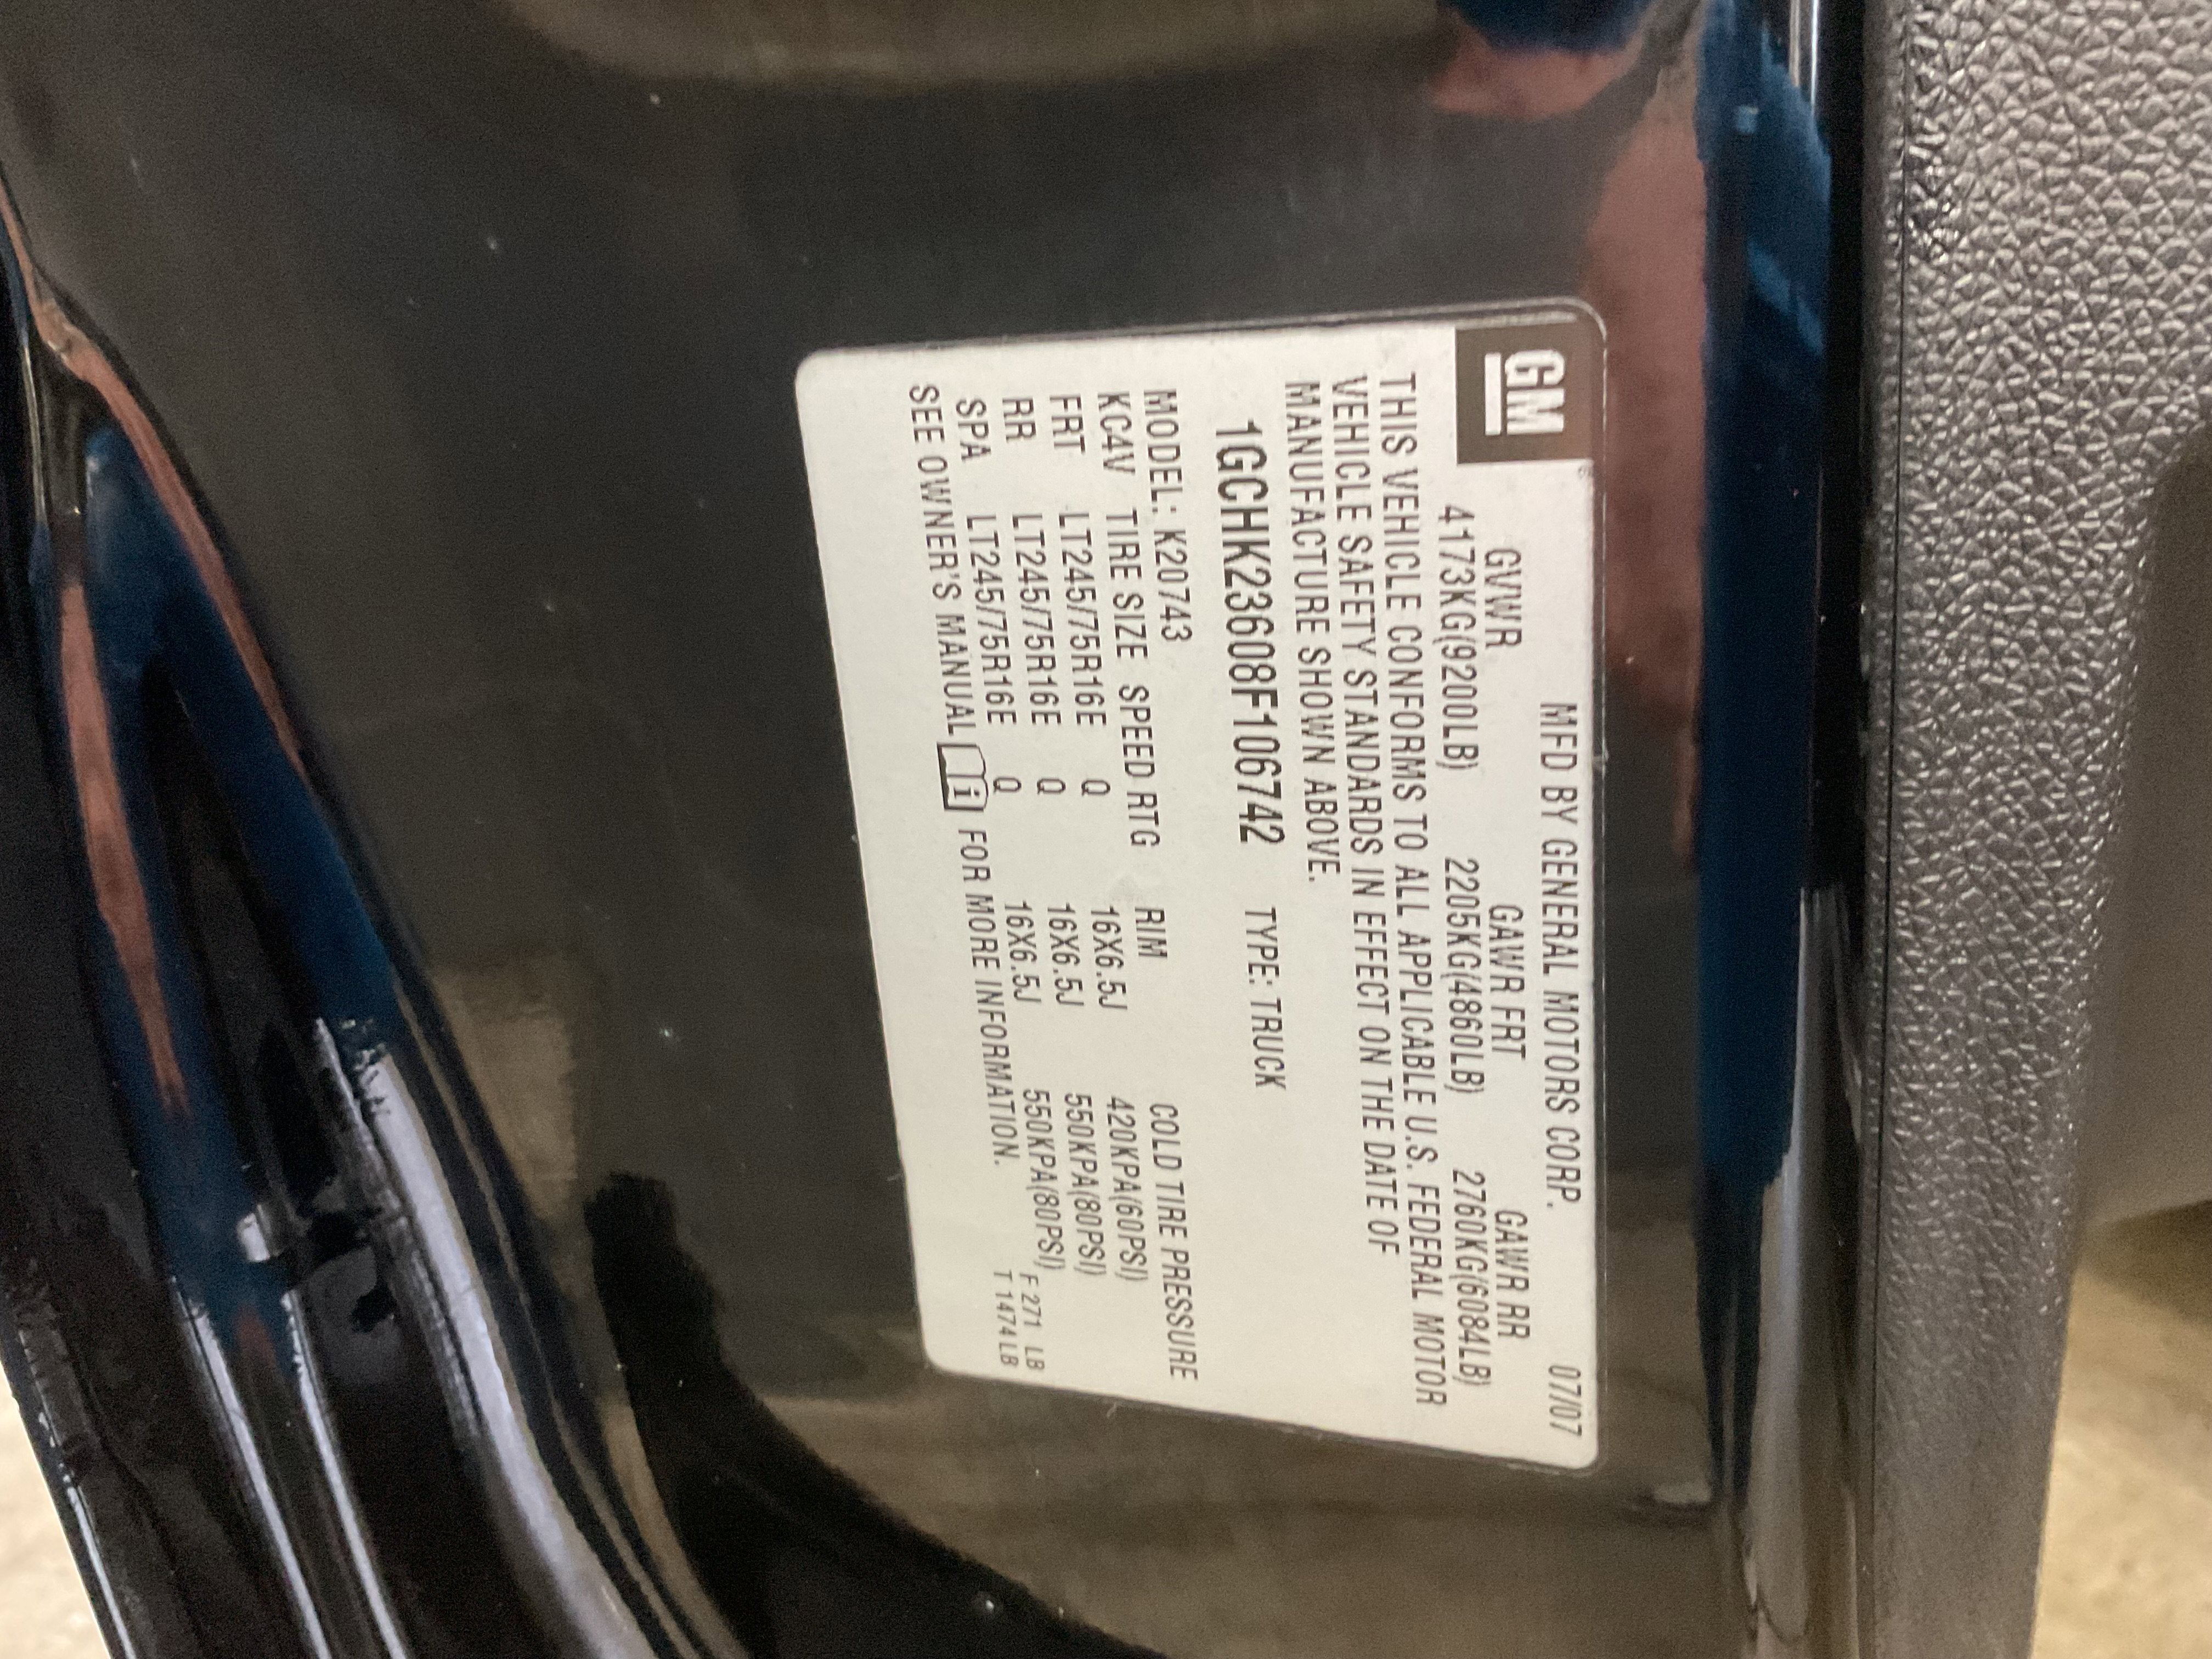 GM
MFD BY GENERAL MOTORS CORP. 07/07
GVWR GAWR FRT GAWR RR
4173KG(9200LB) 2205KG(4860LB) 2760KG(6084LB)
THIS VEHICLE CONFORMS TO ALL APPLICABLE U.S. FEDERAL MOTOR
VEHICLE SAFETY STANDARDS IN EFFECT ON THE DATE OF
MANUFACTURE SHOWN ABOVE.
1GCHK23608F106742 TYPE: TRUCK
MODEL: K20743
KC4V TIRE SIZE SPEED RTG RIM COLD TIRE PRESSURE
FRT LT245/75R16E Q 16X6.5J 420KPA(60PSI)
RR LT245/75R16E Q 16X6.5J 550KPA(80PSI)
SPA LT245/75R16E Q 16X6.5J 550KPA(80PSI) F 271 LB
SEE OWNER'S MANUAL i FOR MORE INFORMATION. T 1474LB